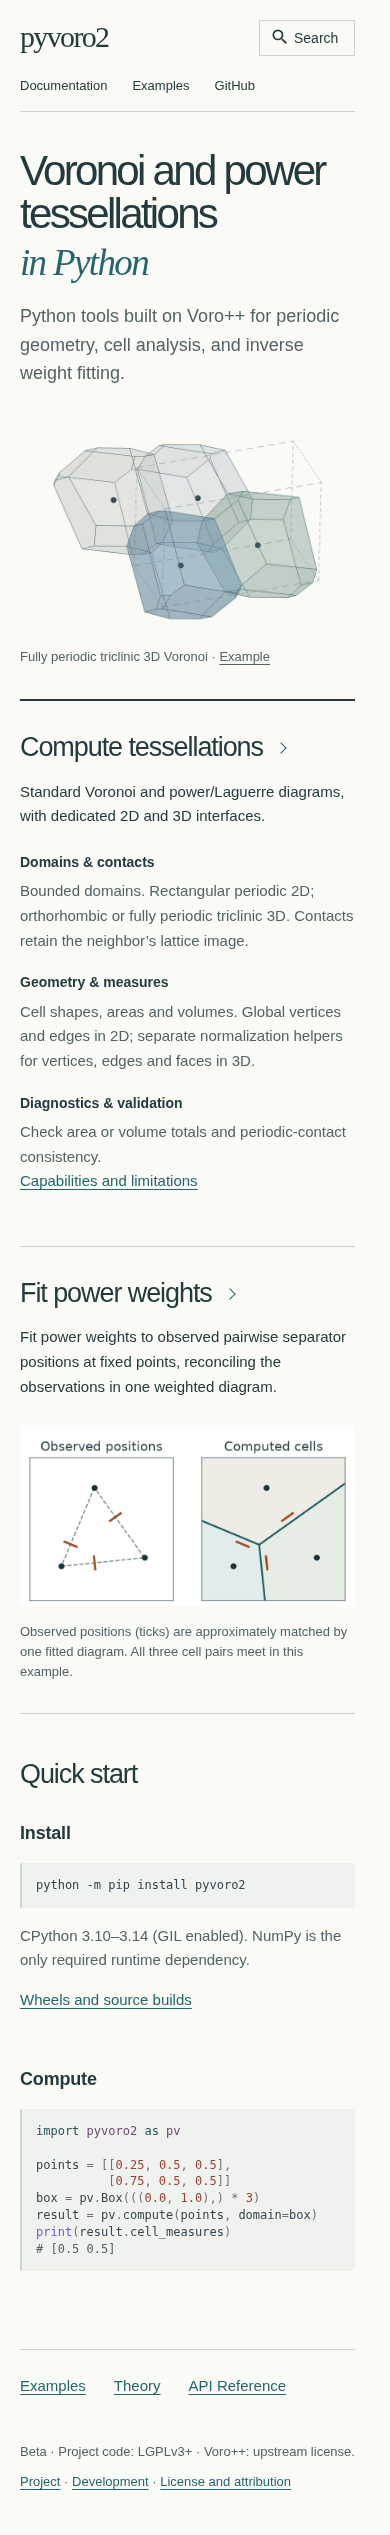 pyvoro2
Search
Documentation Examples GitHub
Voronoi and power
tessellations
in Python
Python tools built on Voro++ for periodic
geometry, cell analysis, and inverse
weight fitting.
Fully periodic triclinic 3D Voronoi · Example
Compute tessellations
Standard Voronoi and power/Laguerre diagrams,
with dedicated 2D and 3D interfaces.
Domains & contacts
Bounded domains. Rectangular periodic 2D;
orthorhombic or fully periodic triclinic 3D. Contacts
retain the neighbor’s lattice image.
Geometry & measures
Cell shapes, areas and volumes. Global vertices
and edges in 2D; separate normalization helpers
for vertices, edges and faces in 3D.
Diagnostics & validation
Check area or volume totals and periodic-contact
consistency.
Capabilities and limitations
Fit power weights
Fit power weights to observed pairwise separator
positions at fixed points, reconciling the
observations in one weighted diagram.
Observed positions Computed cells
Observed positions (ticks) are approximately matched by
one fitted diagram. All three cell pairs meet in this
example.
Quick start
Install
python -m pip install pyvoro2
CPython 3.10–3.14 (GIL enabled). NumPy is the
only required runtime dependency.
Wheels and source builds
Compute
import pyvoro2 as pv
points = [[0.25, 0.5, 0.5],
          [0.75, 0.5, 0.5]]
box = pv.Box(((0.0, 1.0),) * 3)
result = pv.compute(points, domain=box)
print(result.cell_measures)
# [0.5 0.5]
Examples Theory API Reference
Beta · Project code: LGPLv3+ · Voro++: upstream license.
Project · Development · License and attribution